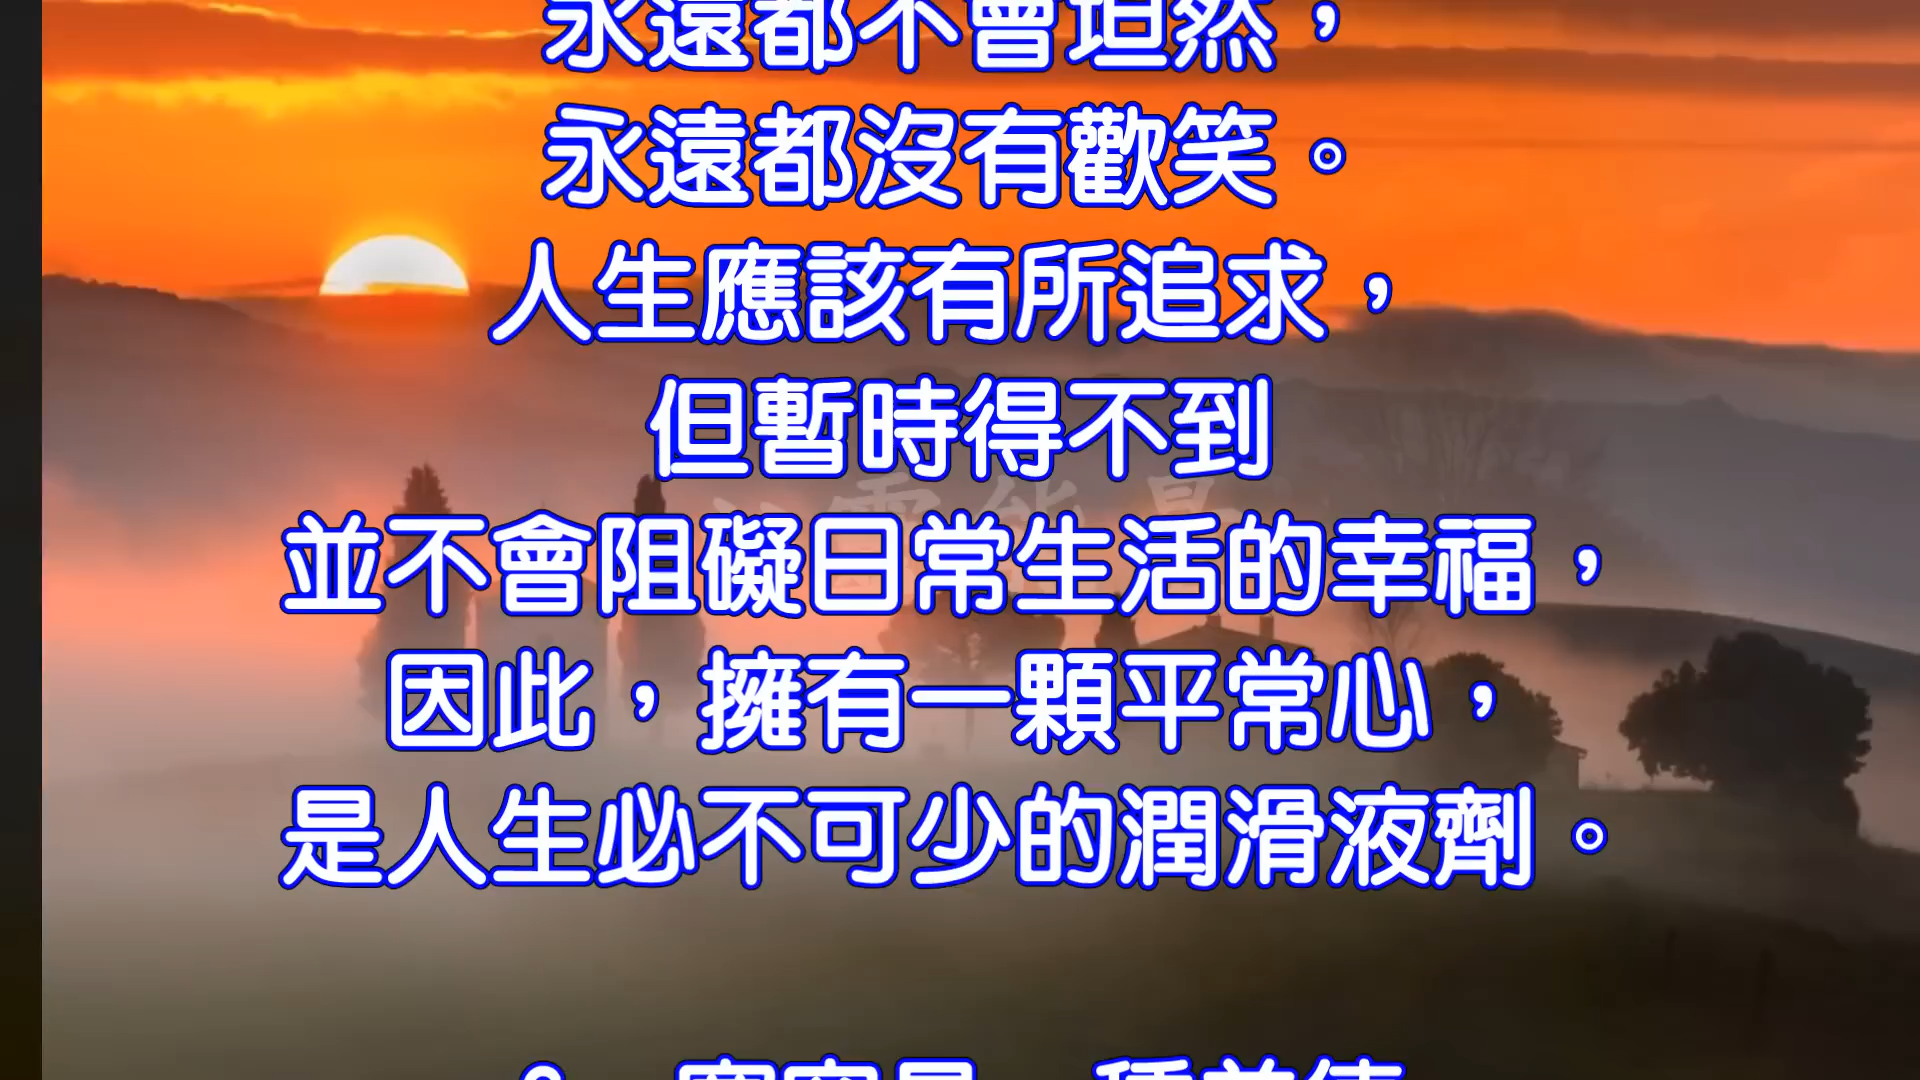 永遠都不會坦然，
永遠都沒有歡笑。
人生應該有所追求，
但暫時得不到
並不會阻礙日常生活的幸福，
因此，擁有一顆平常心，
是人生必不可少的潤滑液劑。